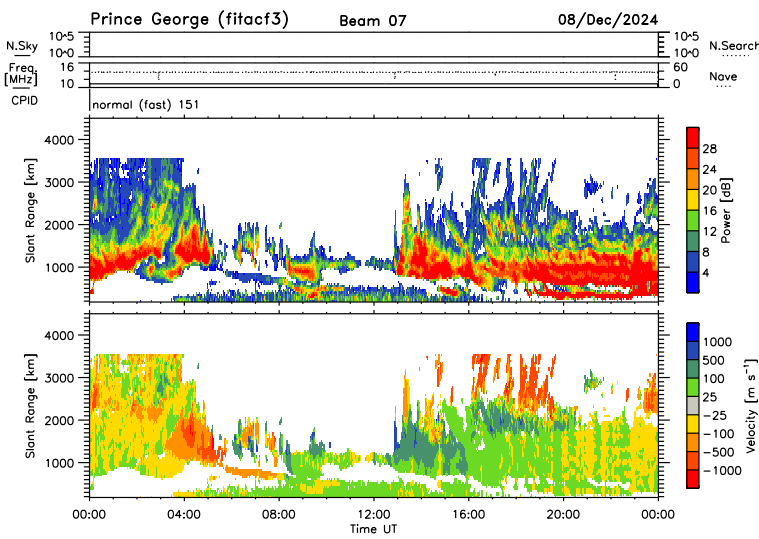 Prince George (fitacf3) Beam 07 08/Dec/2024
N.Sky 10^5 10^5 N.Search
10^0 10^0
Freq. 16 60 Nave
[MHz] 10 0
CPID normal (fast) 151
Slant Range [km] 4000 3000 2000 1000
Power [dB] 28 24 20 16 12 8 4
Slant Range [km] 4000 3000 2000 1000
Velocity [m s⁻¹] 1000 500 100 25 −25 −100 −500 −1000
00:00 04:00 08:00 12:00 16:00 20:00 00:00
Time UT